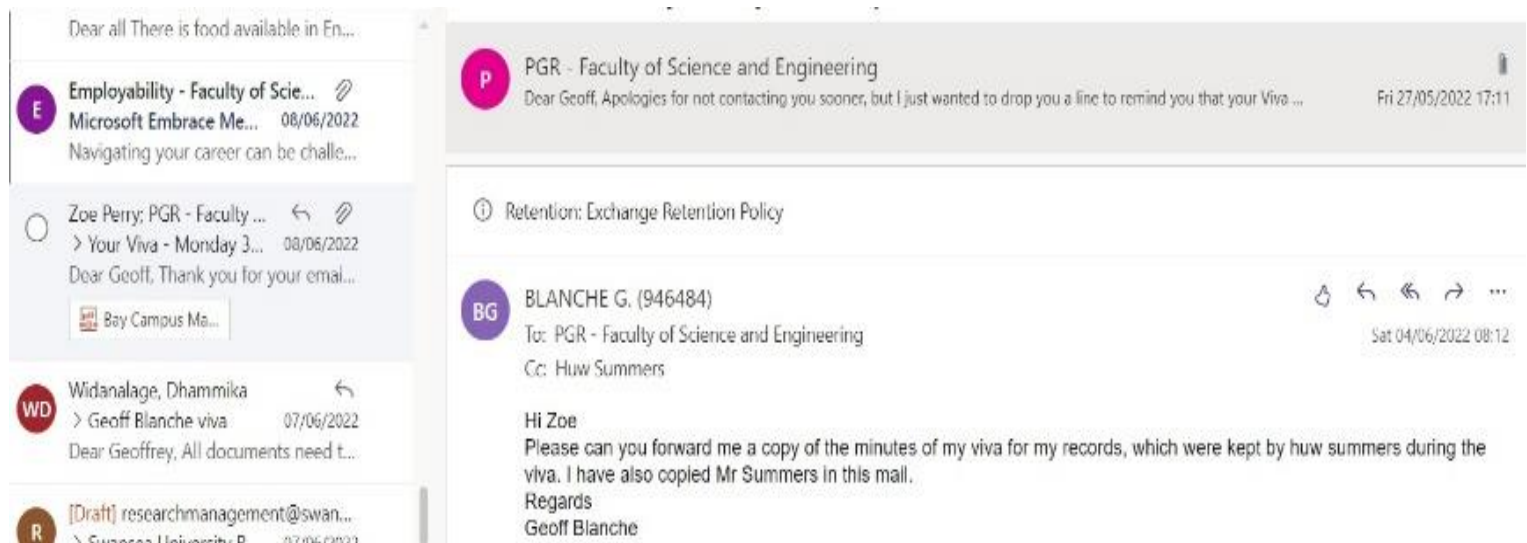 Dear all There is food available in En...
E
Employability - Faculty of Scie...
Microsoft Embrace Me... 08/06/2022
Navigating your career can be challe...
Zoe Perry; PGR - Faculty ...
> Your Viva - Monday 3... 08/06/2022
Dear Geoff, Thank you for your emai...
Bay Campus Ma...
WD
Widanalage, Dhammika
> Geoff Blanche viva 07/06/2022
Dear Geoffrey, All documents need t...
R
[Draft] researchmanagement@swan...
> Swansea University R... 07/06/2022
P
PGR - Faculty of Science and Engineering
Dear Geoff, Apologies for not contacting you sooner, but I just wanted to drop you a line to remind you that your Viva ... Fri 27/05/2022 17:11
Retention: Exchange Retention Policy
BG
BLANCHE G. (946484)
To: PGR - Faculty of Science and Engineering Sat 04/06/2022 08:12
Cc: Huw Summers
Hi Zoe
Please can you forward me a copy of the minutes of my viva for my records, which were kept by huw summers during the
viva. I have also copied Mr Summers in this mail.
Regards
Geoff Blanche